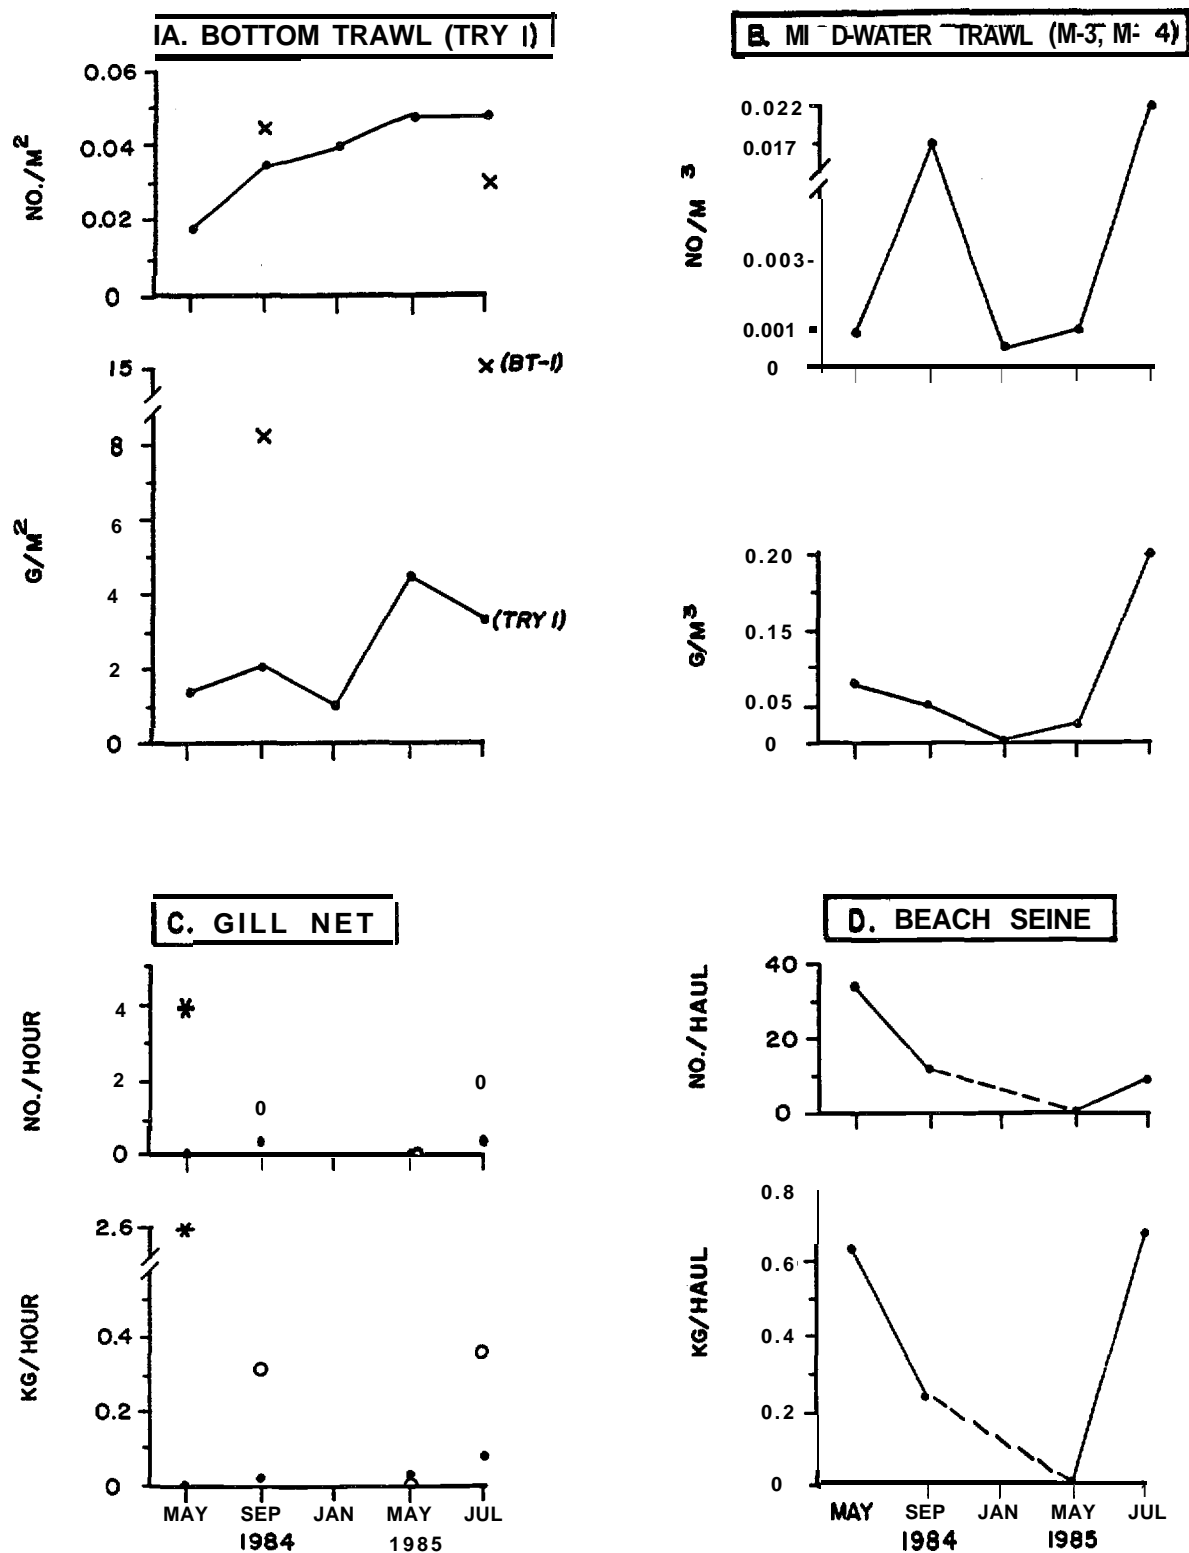 IA. BOTTOM TRAWL (TRY I)
0.06
0.04
0.02
0
NO./M2
15
8
6
4
2
0
G/M2
x (BT-I)
(TRY I)
B. MI D-WATER TRAWL (M-3, M- 4)
0.022
0.017
0.003-
0.001
0
NO/M 3
0.20
0.15
0.05
0
G/M3
C. GILL NET
4
2
0
NO./HOUR
2.6
0.4
0.2
0
KG/HOUR
MAY SEP JAN MAY JUL
1984 1985
D. BEACH SEINE
40
20
0
NO./HAUL
0.8
0.6
0.4
0.2
0
KG/HAUL
MAY SEP JAN MAY JUL
1984 1985